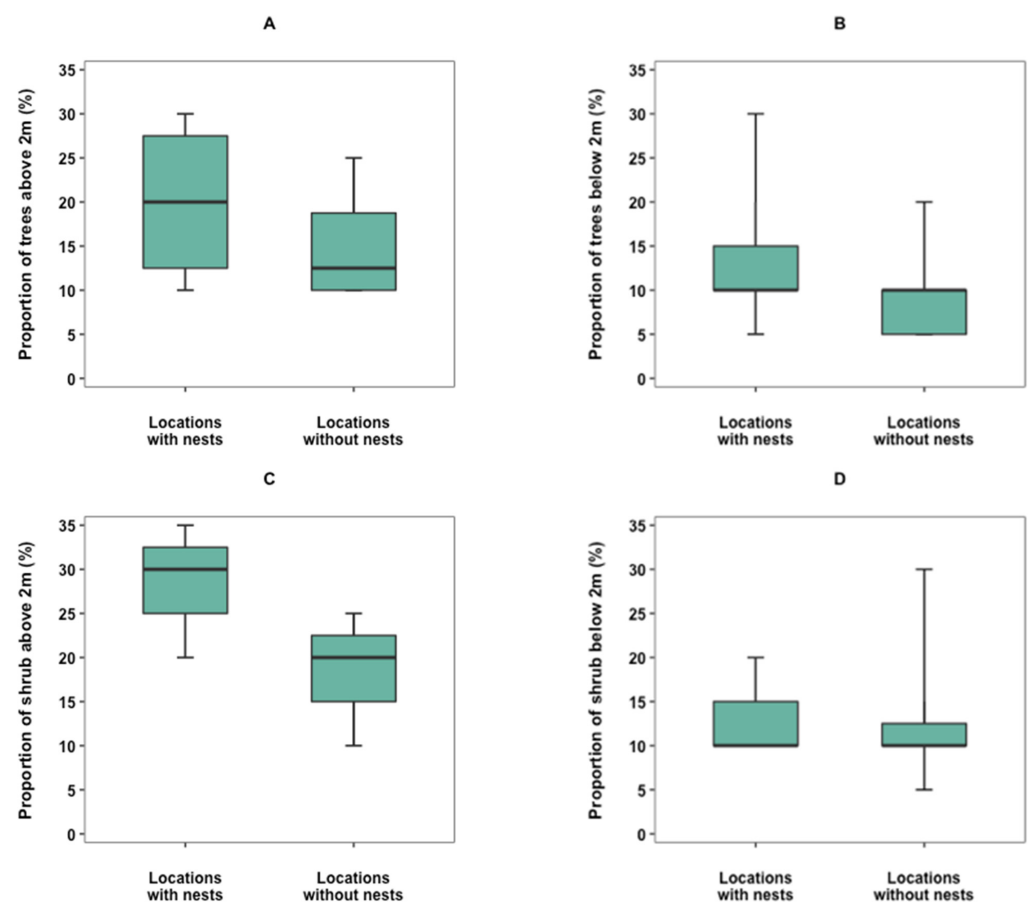 A
Proportion of trees above 2m (%)
35
30
25
20
15
10
5
0
Locations
with nests
Locations
without nests
B
Proportion of trees below 2m (%)
35
30
25
20
15
10
5
0
Locations
with nests
Locations
without nests
C
Proportion of shrub above 2m (%)
35
30
25
20
15
10
5
0
Locations
with nests
Locations
without nests
D
Proportion of shrub below 2m (%)
35
30
25
20
15
10
5
0
Locations
with nests
Locations
without nests